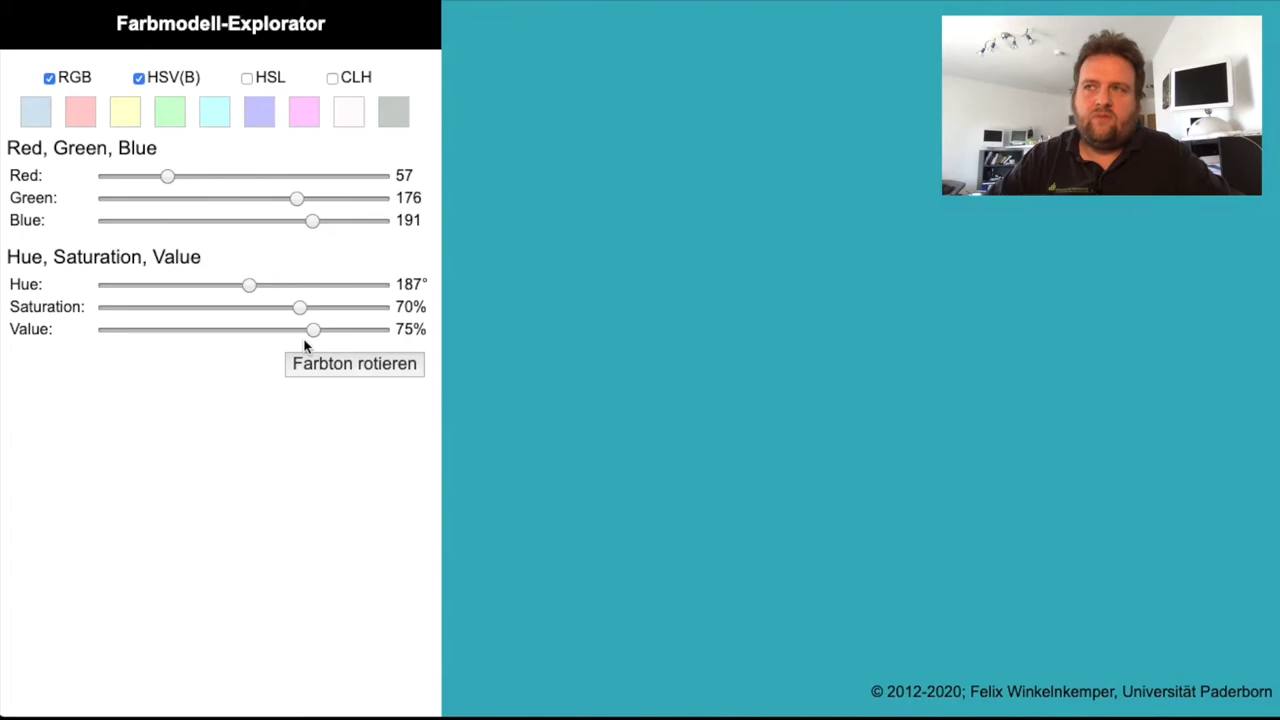 Farbmodell-Explorator
RGB HSV(B) HSL CLH
Red, Green, Blue
Red: 57
Green: 176
Blue: 191
Hue, Saturation, Value
Hue: 187°
Saturation: 70%
Value: 75%
Farbton rotieren
© 2012-2020; Felix Winkelnkemper, Universität Paderborn